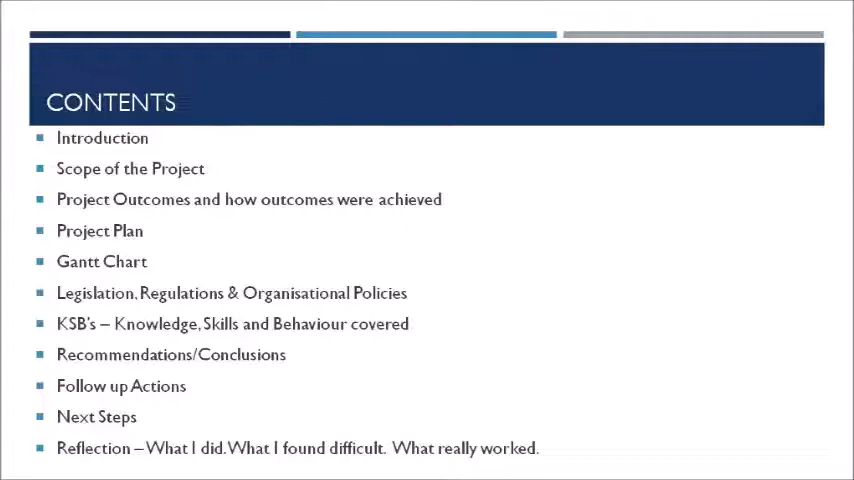 CONTENTS
Introduction
Scope of the Project
Project Outcomes and how outcomes were achieved
Project Plan
Gantt Chart
Legislation, Regulations & Organisational Policies
KSB's – Knowledge, Skills and Behaviour covered
Recommendations/Conclusions
Follow up Actions
Next Steps
Reflection – What I did. What I found difficult. What really worked.